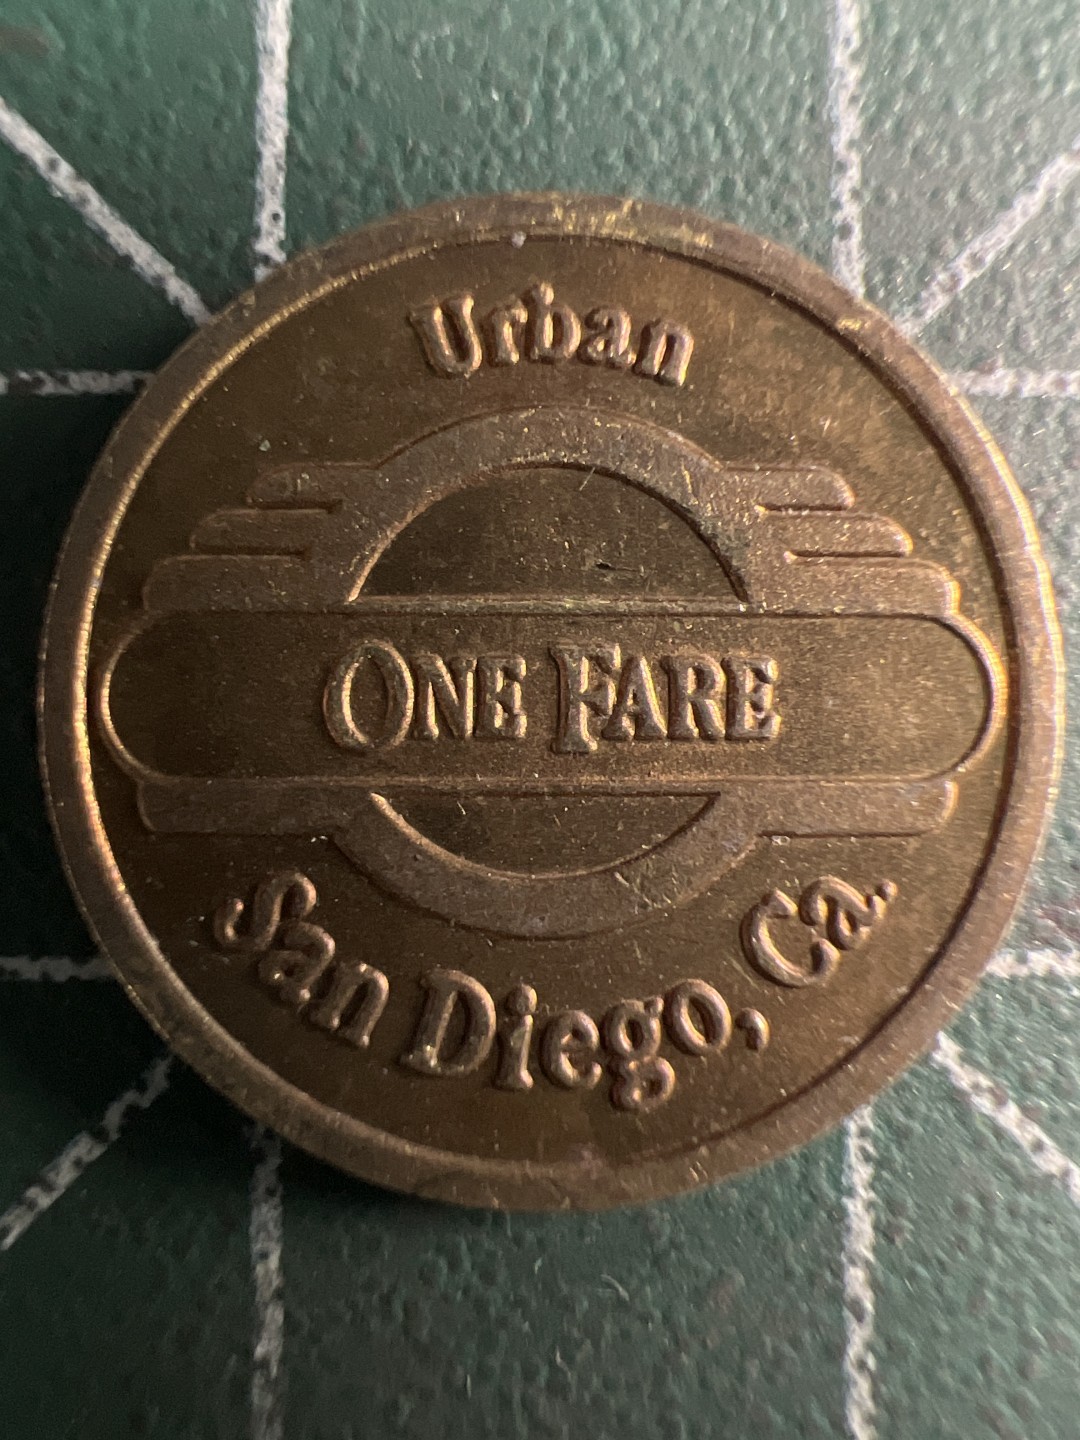 Urban
ONE FARE
San Diego, Ca.